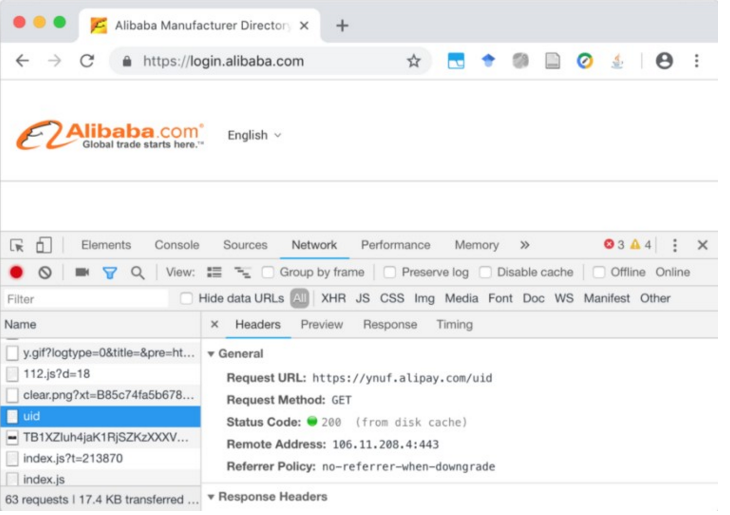 Alibaba Manufacturer Directory
https://login.alibaba.com
Alibaba.com
Global trade starts here.™
English
Elements Console Sources Network Performance Memory » 3 4
View: Group by frame Preserve log Disable cache Offline Online
Filter Hide data URLs All XHR JS CSS Img Media Font Doc WS Manifest Other
Name × Headers Preview Response Timing
y.gif?logtype=0&title=&pre=ht...
112.js?d=18
clear.png?xt=B85c74fa5b678...
uid
TB1XZluh4jaK1RjSZKzXXXV...
index.js?t=213870
index.js
63 requests | 17.4 KB transferred ...
▼ General
Request URL: https://ynuf.alipay.com/uid
Request Method: GET
Status Code: 200 (from disk cache)
Remote Address: 106.11.208.4:443
Referrer Policy: no-referrer-when-downgrade
▼ Response Headers